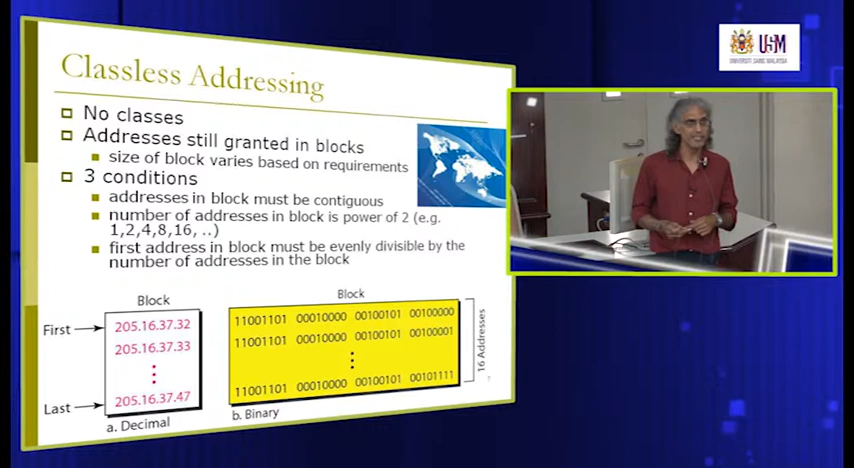 USM
UNIVERSITI SAINS MALAYSIA
Classless Addressing
No classes
Addresses still granted in blocks
size of block varies based on requirements
3 conditions
addresses in block must be contiguous
number of addresses in block is power of 2 (e.g.
1,2,4,8,16, ..)
first address in block must be evenly divisible by the
number of addresses in the block
Block
First
205.16.37.32
205.16.37.33
Last
205.16.37.47
a. Decimal
Block
11001101 00010000 00100101 00100000
11001101 00010000 00100101 00100001
11001101 00010000 00100101 00101111
16 Addresses
b. Binary